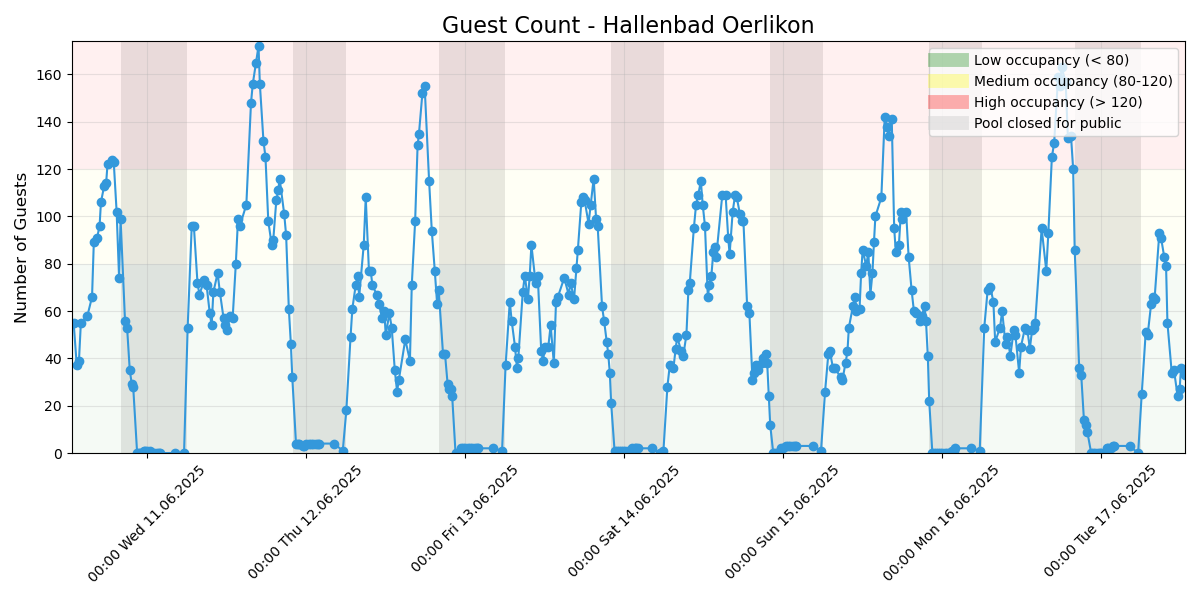 Guest Count - Hallenbad Oerlikon
Number of Guests
160
140
120
100
80
60
40
20
0
Low occupancy (< 80)
Medium occupancy (80-120)
High occupancy (> 120)
Pool closed for public
00:00 Wed 11.06.2025
00:00 Thu 12.06.2025
00:00 Fri 13.06.2025
00:00 Sat 14.06.2025
00:00 Sun 15.06.2025
00:00 Mon 16.06.2025
00:00 Tue 17.06.2025